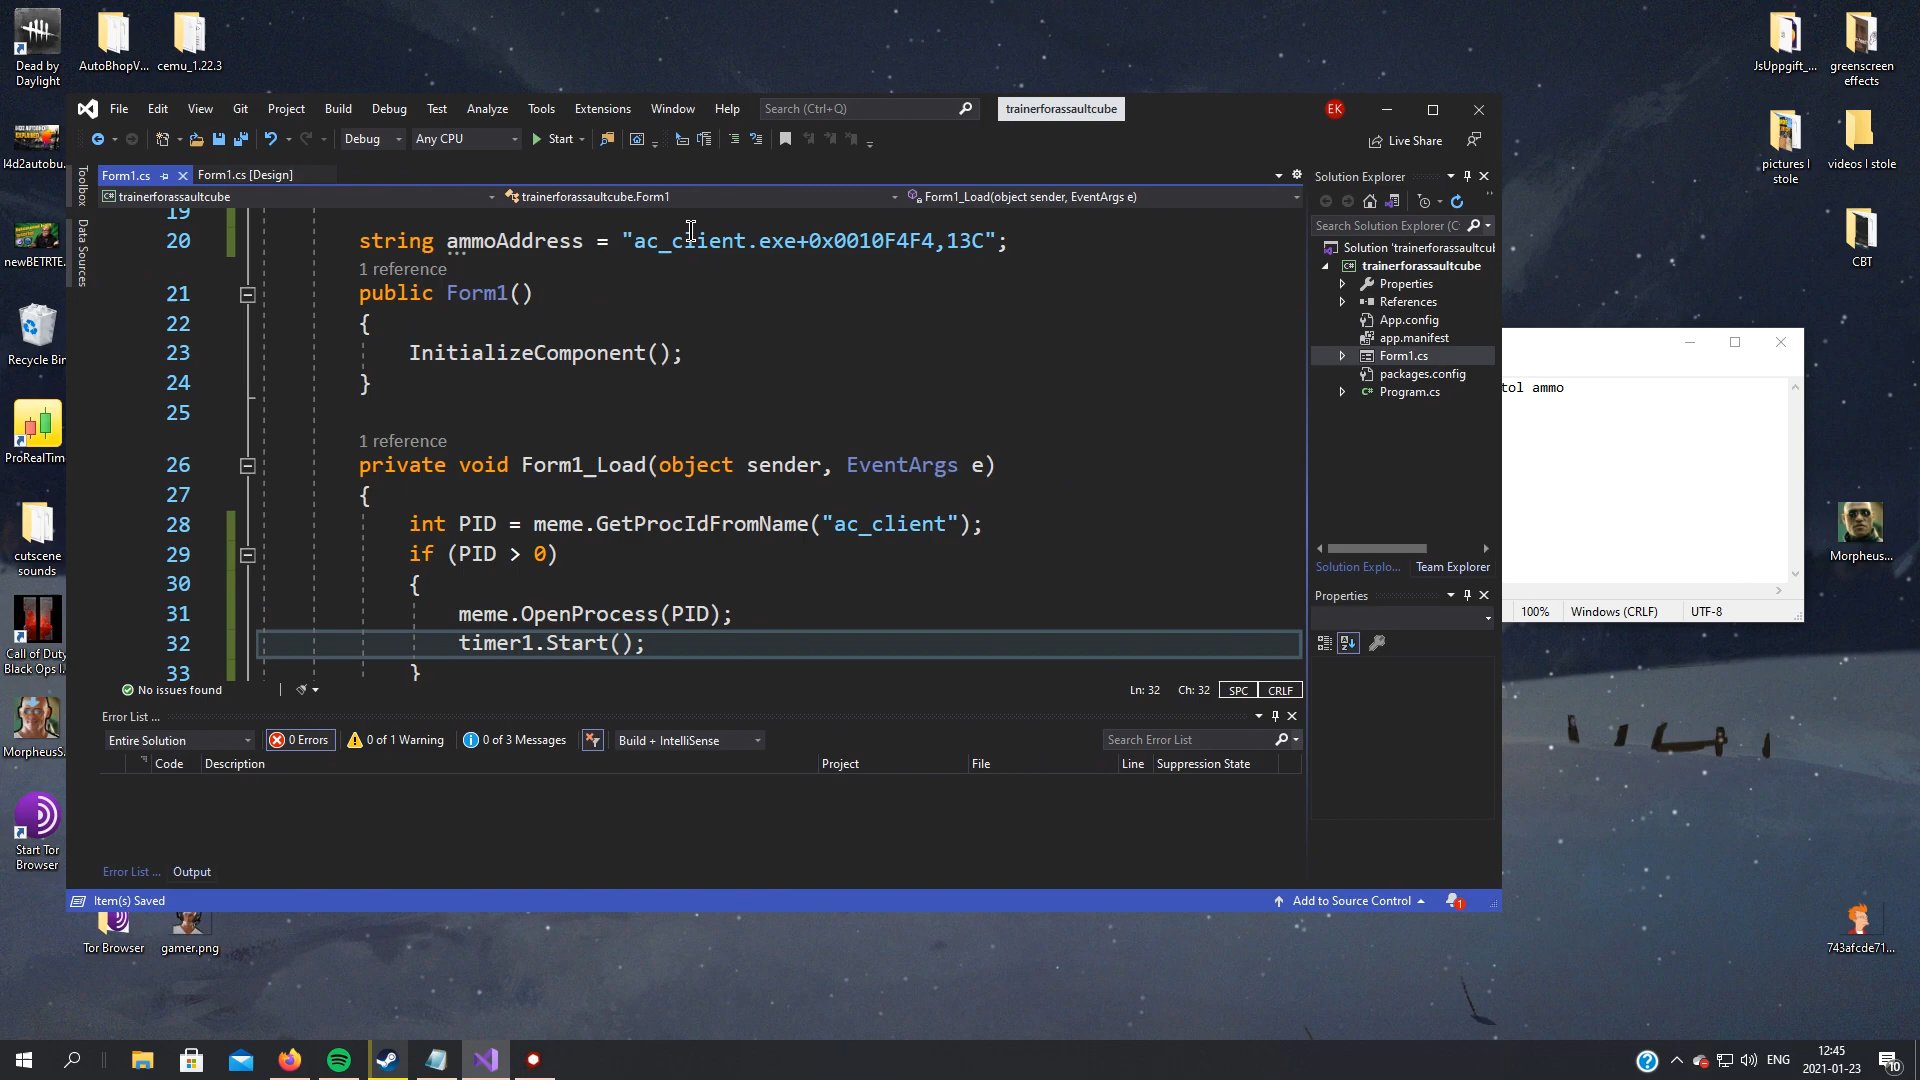 Dead by
Daylight
AutoBhopV...
cemu_1.22.3
l4d2autobu...
newBETRTE...
Recycle Bin
ProRealTim...
cutscene
sounds
Call of Duty
Black Ops I...
MorpheusS...
Start Tor
Browser
Tor Browser
gamer.png
JsUppgift_...
greenscreen
effects
pictures I
stole
videos I stole
CBT
Morpheus...
743afcde71...
File Edit View Git Project Build Debug Test Analyze Tools Extensions Window Help
Search (Ctrl+Q)
trainerforassaultcube
EK
Debug
Any CPU
Start
Live Share
Toolbox
Data Sources
Form1.cs
Form1.cs [Design]
trainerforassaultcube
trainerforassaultcube.Form1
Form1_Load(object sender, EventArgs e)
19
20 string ammoAddress = "ac_client.exe+0x0010F4F4,13C";
1 reference
21 public Form1()
22 {
23 InitializeComponent();
24 }
25
1 reference
26 private void Form1_Load(object sender, EventArgs e)
27 {
28 int PID = meme.GetProcIdFromName("ac_client");
29 if (PID > 0)
30 {
31 meme.OpenProcess(PID);
32 timer1.Start();
33 }
No issues found
Ln: 32 Ch: 32 SPC CRLF
Error List ...
Entire Solution
0 Errors
0 of 1 Warning
0 of 3 Messages
Build + IntelliSense
Search Error List
Code Description Project File Line Suppression State
Error List ... Output
Item(s) Saved
Add to Source Control
1
Solution Explorer
Search Solution Explorer (C
Solution 'trainerforassaultcub
trainerforassaultcube
Properties
References
App.config
app.manifest
Form1.cs
packages.config
Program.cs
Solution Explo... Team Explorer
Properties
tol ammo
100% Windows (CRLF) UTF-8
ENG
12:45
2021-01-23
10